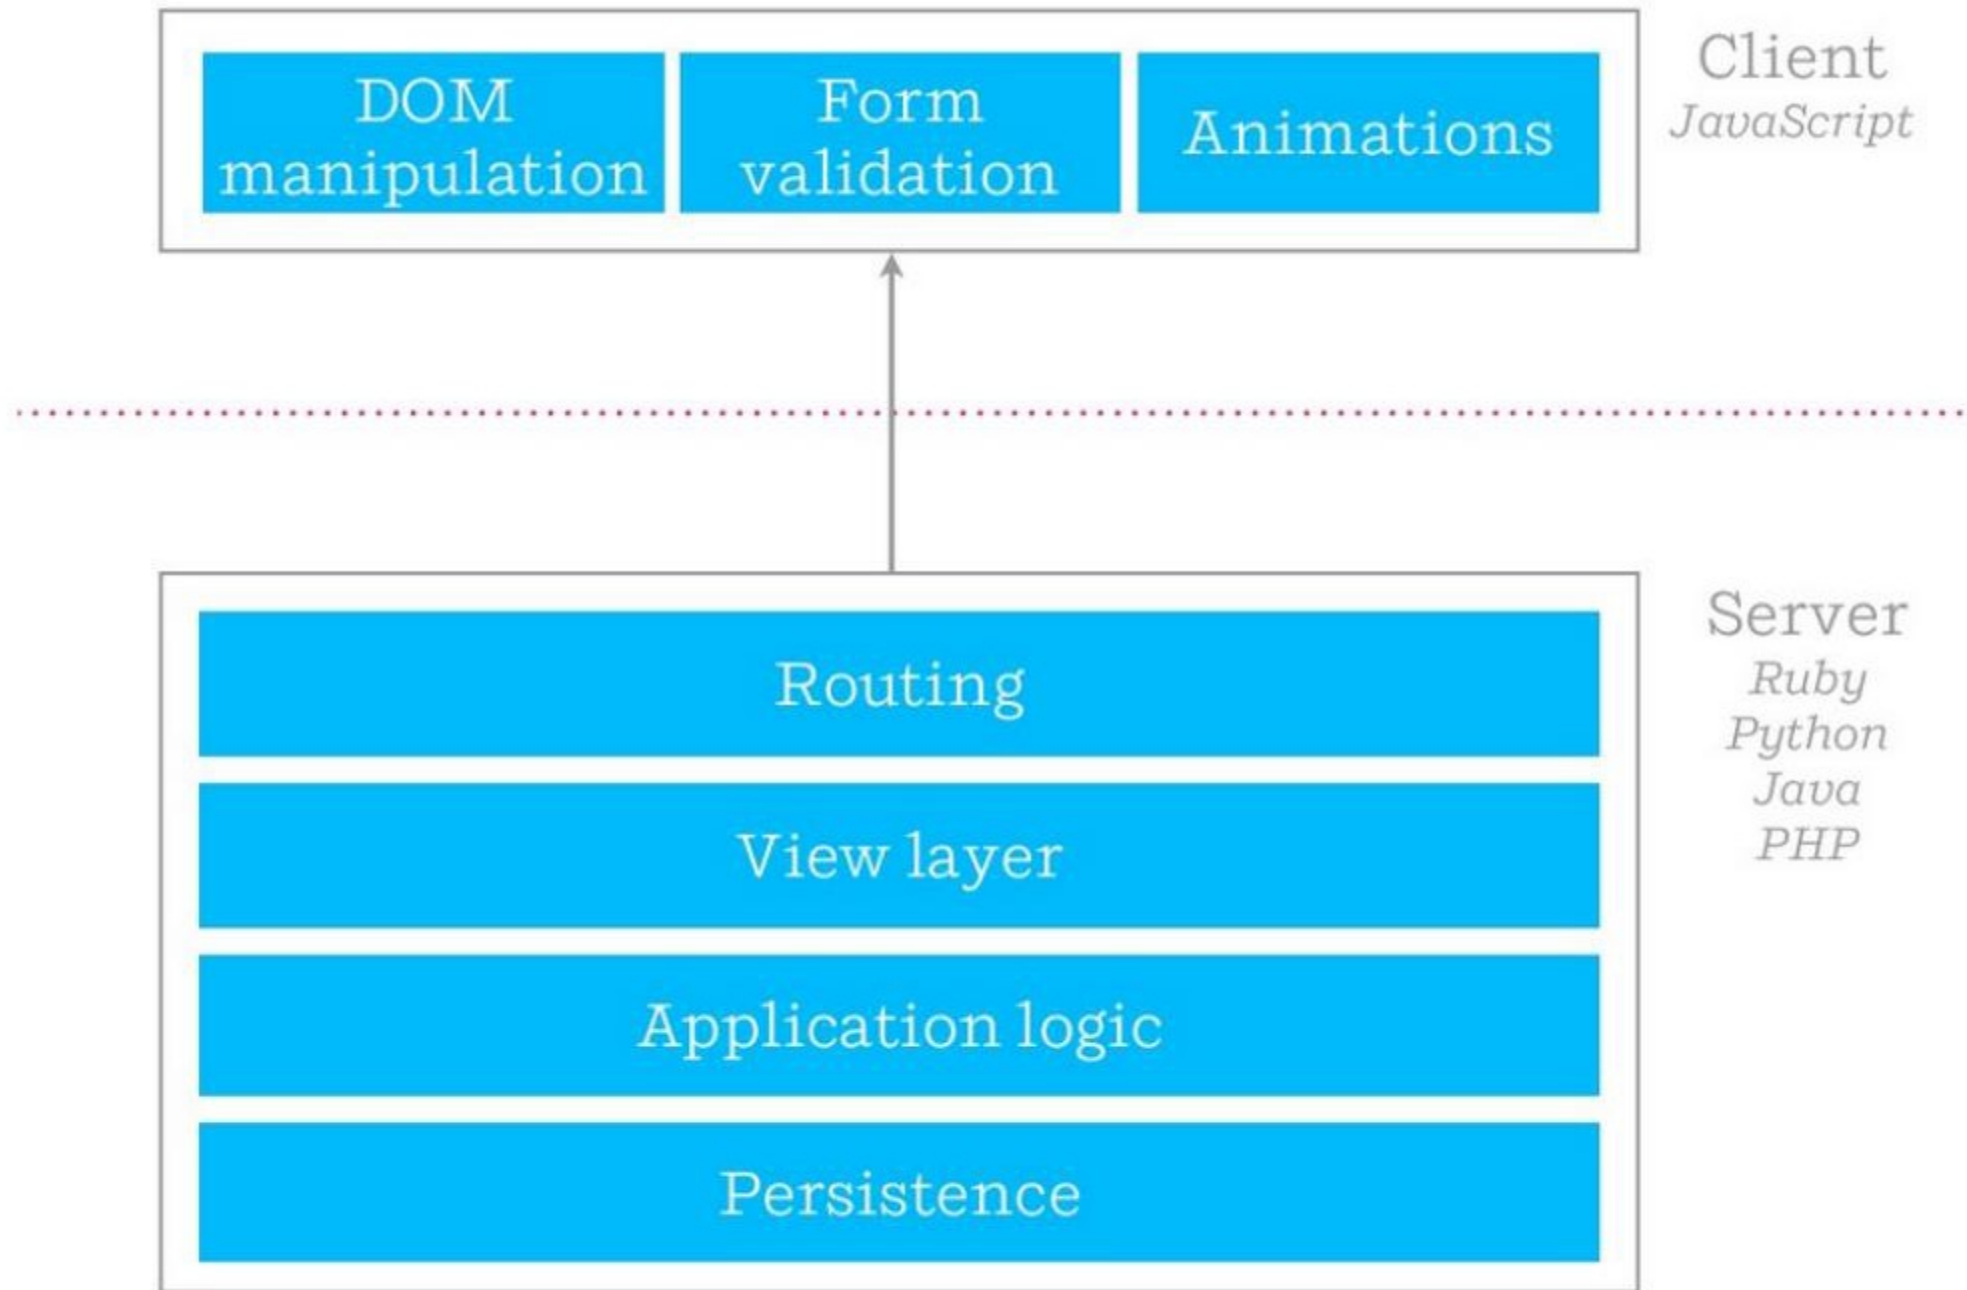 DOM
manipulation
Form
validation
Animations
Client
JavaScript
Routing
View layer
Application logic
Persistence
Server
Ruby
Python
Java
PHP